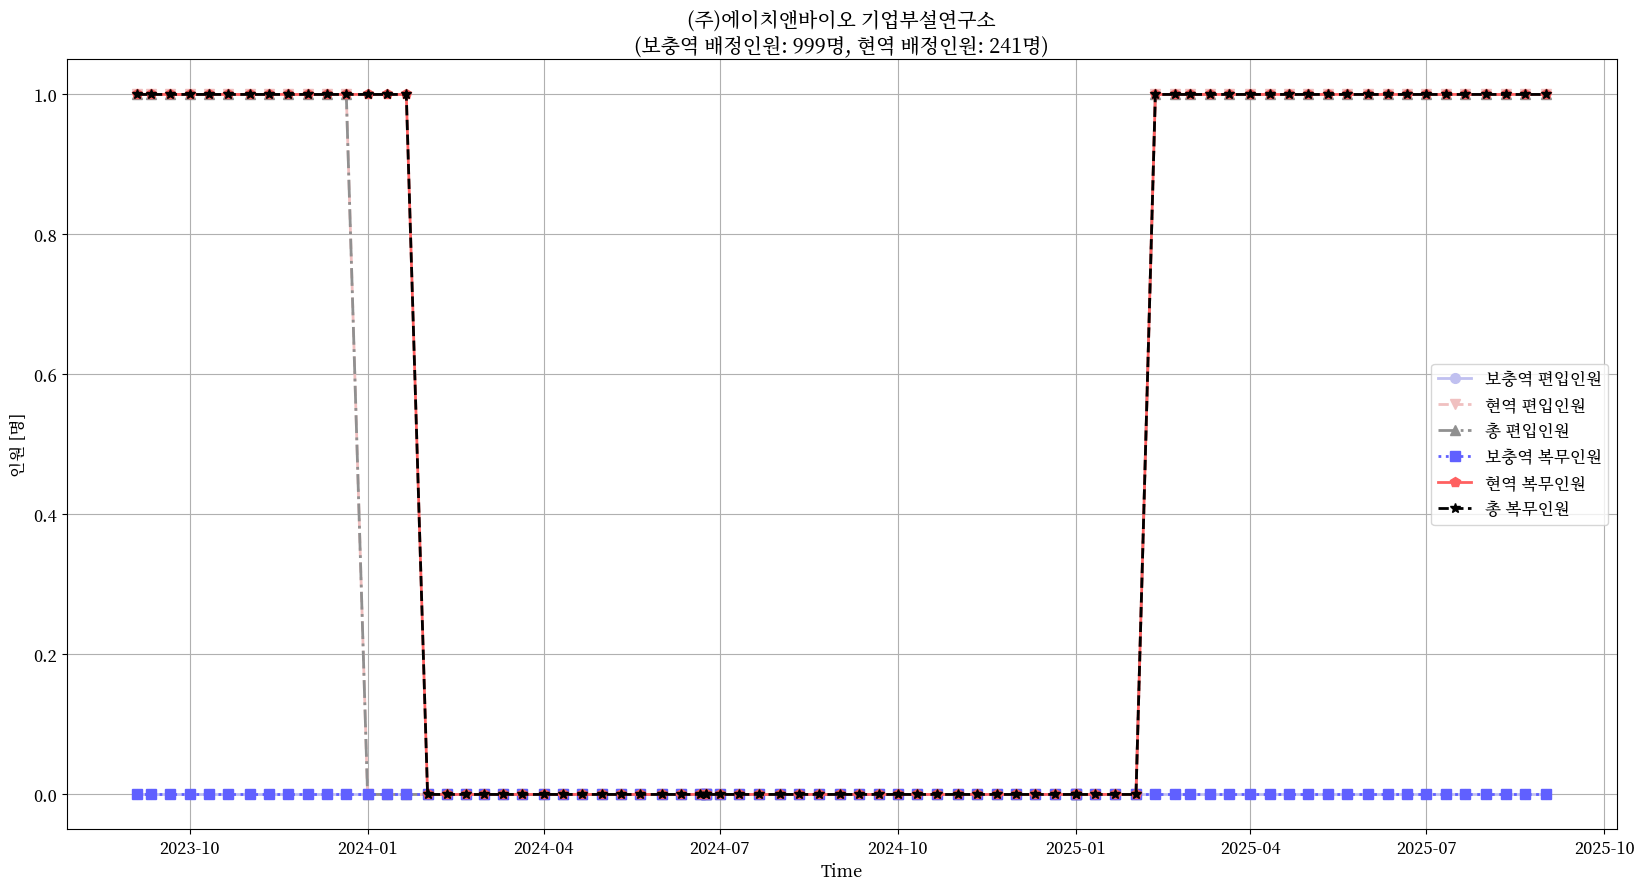 (주)에이치앤바이오 기업부설연구소
(보충역 배정인원: 999명, 현역 배정인원: 241명)
인원 [명]
1.0
0.8
0.6
0.4
0.2
0.0
보충역 편입인원
현역 편입인원
총 편입인원
보충역 복무인원
현역 복무인원
총 복무인원
2023-10
2024-01
2024-04
2024-07
2024-10
2025-01
2025-04
2025-07
2025-10
Time